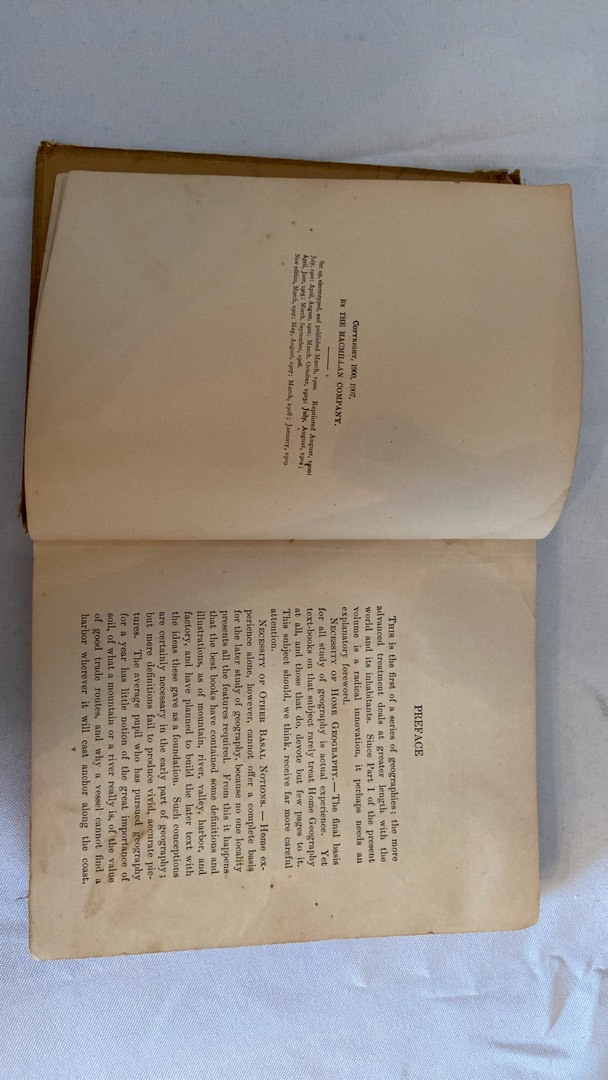 Copyright, 1900, 1907,
By THE MACMILLAN COMPANY.
Set up, electrotyped, and published March, 1900. Reprinted August, 1900;
July, 1901; April, August, 1902; March, October, 1903; July, August, 1904;
April, June, 1905; March, September, 1906.
New edition, March, 1907; May, August, 1907; March, 1908; January, 1909.
PREFACE
This is the first of a series of geographies; the more
advanced treatment deals at greater length with the
world and its inhabitants. Since Part I of the present
volume is a radical innovation, it perhaps needs an
explanatory foreword.
Necessity of Home Geography. — The final basis
for all study of geography is actual experience. Yet
text-books on that subject rarely treat Home Geography
at all, and those that do, devote but few pages to it.
This subject should, we think, receive far more careful
attention.
Necessity of Other Basal Notions. — Home ex-
perience alone, however, cannot offer a complete basis
for the later study of geography, because no one locality
presents all the features required. From this it happens
that the best books have contained some definitions and
illustrations, as of mountain, river, valley, harbor, and
factory, and have planned to build the later text with
the ideas these gave as a foundation. Such conceptions
are certainly necessary in the early part of geography;
but mere definitions fail to produce vivid, accurate pic-
tures. The average pupil who has pursued geography
for a year has little notion of the great importance of
soil, of what a mountain or a river really is, of the value
of good trade routes, and why a vessel cannot find a
harbor wherever it will cast anchor along the coast.
v